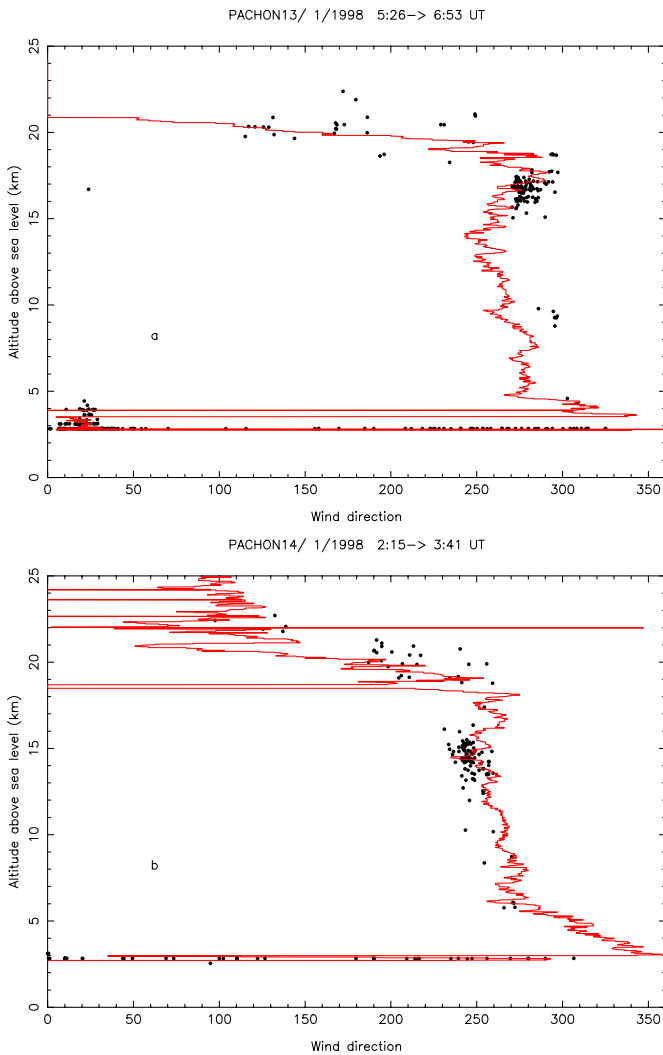 PACHON13/ 1/1998 5:26-> 6:53 UT
25
20
15
10
5
0
Altitude above sea level (km)
a
0 50 100 150 200 250 300 350
Wind direction
PACHON14/ 1/1998 2:15-> 3:41 UT
25
20
15
10
5
0
Altitude above sea level (km)
b
0 50 100 150 200 250 300 350
Wind direction